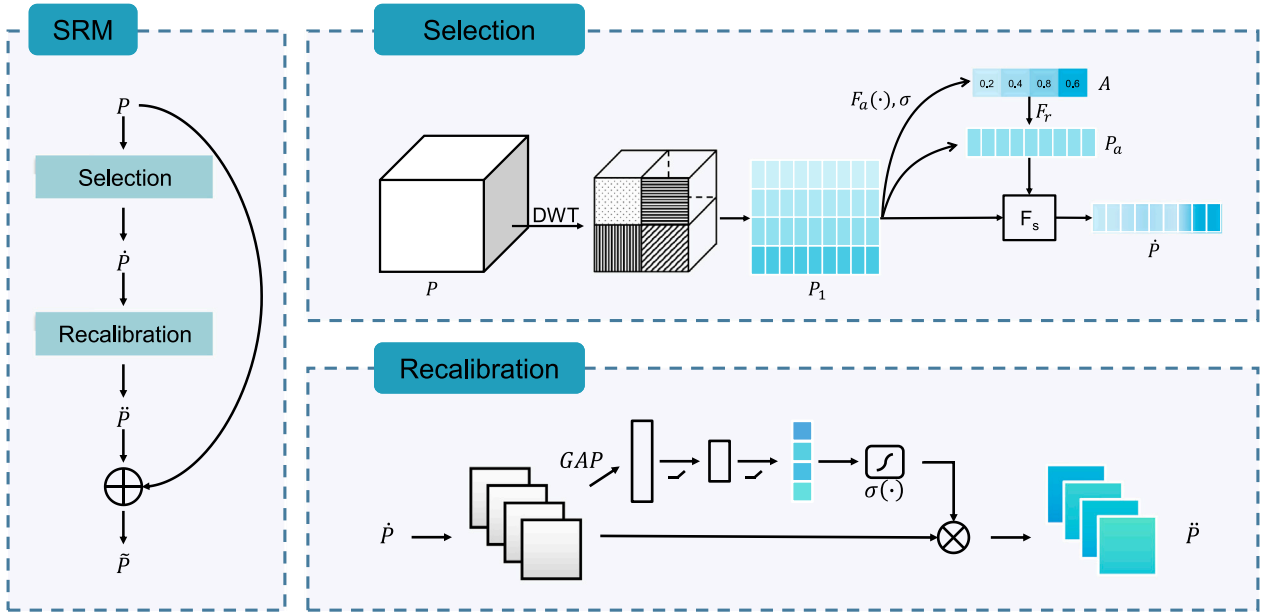 SRM
P
Selection
Ṗ
Recalibration
P̈
P̃
Selection
P
DWT
P₁
Fₐ(·), σ
0.2 0.4 0.8 0.6
A
Fᵣ
Pₐ
Fₛ
Ṗ
Recalibration
Ṗ
GAP
σ(·)
P̈